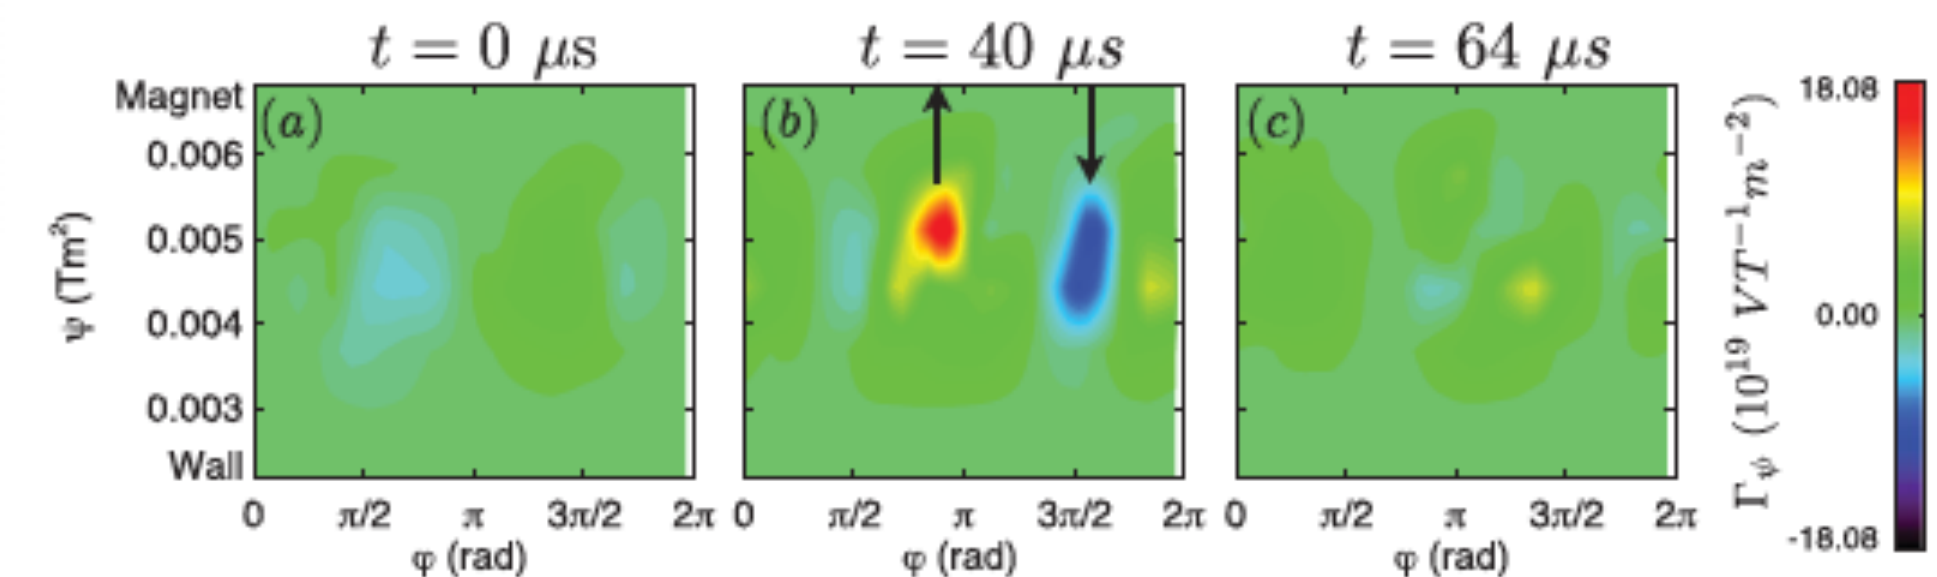 t = 0 μs
t = 40 μs
t = 64 μs
Magnet
0.006
0.005
0.004
0.003
Wall
ψ (Tm²)
(a)
(b)
(c)
0 π/2 π 3π/2 2π
0 π/2 π 3π/2 2π
0 π/2 π 3π/2 2π
φ (rad)
φ (rad)
φ (rad)
18.08
0.00
-18.08
Γψ (10¹⁹ VT⁻¹m⁻²)